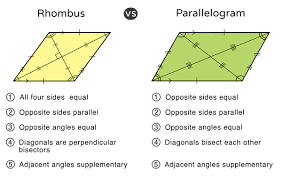 Rhombus VS Parallelogram
1 All four sides equal
2 Opposite sides parallel
3 Opposite angles equal
4 Diagonals are perpendicular
bisectors
5 Adjacent angles supplementary
1 Opposite sides equal
2 Opposite sides parallel
3 Opposite angles equal
4 Diagonals bisect each other
5 Adjacent angles supplementary